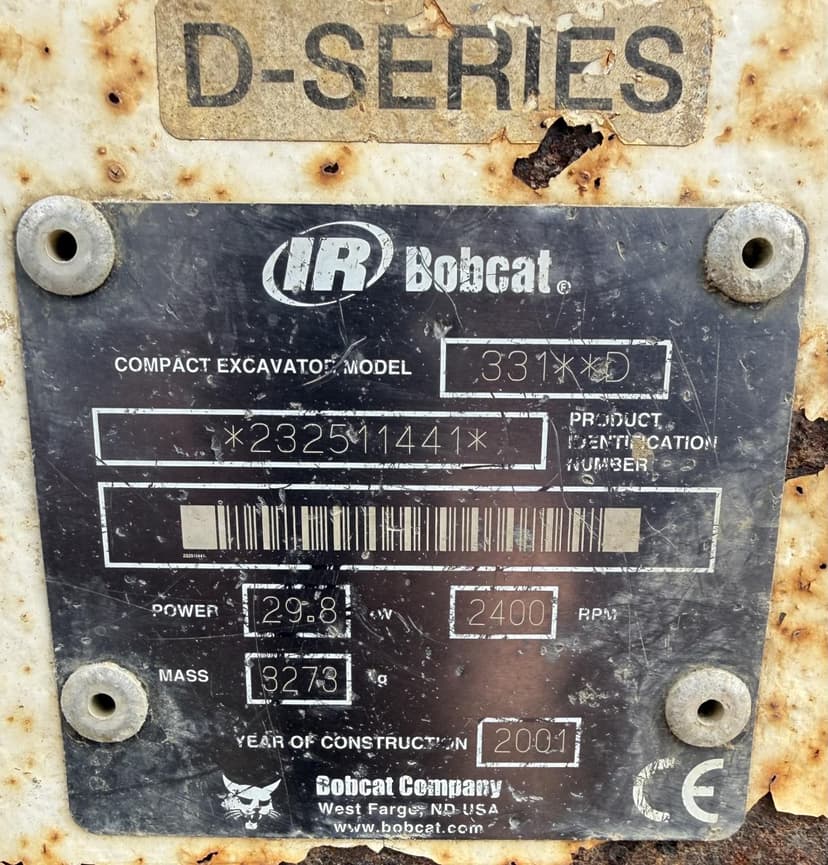 D-SERIES
IR Bobcat®
COMPACT EXCAVATOR MODEL 331**D
*232511441* PRODUCT
IDENTIFICATION
NUMBER
232511441
POWER 29.8 kW 2400 RPM
MASS 3273 kg
YEAR OF CONSTRUCTION 2001
Bobcat Company
West Fargo, ND USA
www.bobcat.com
CE